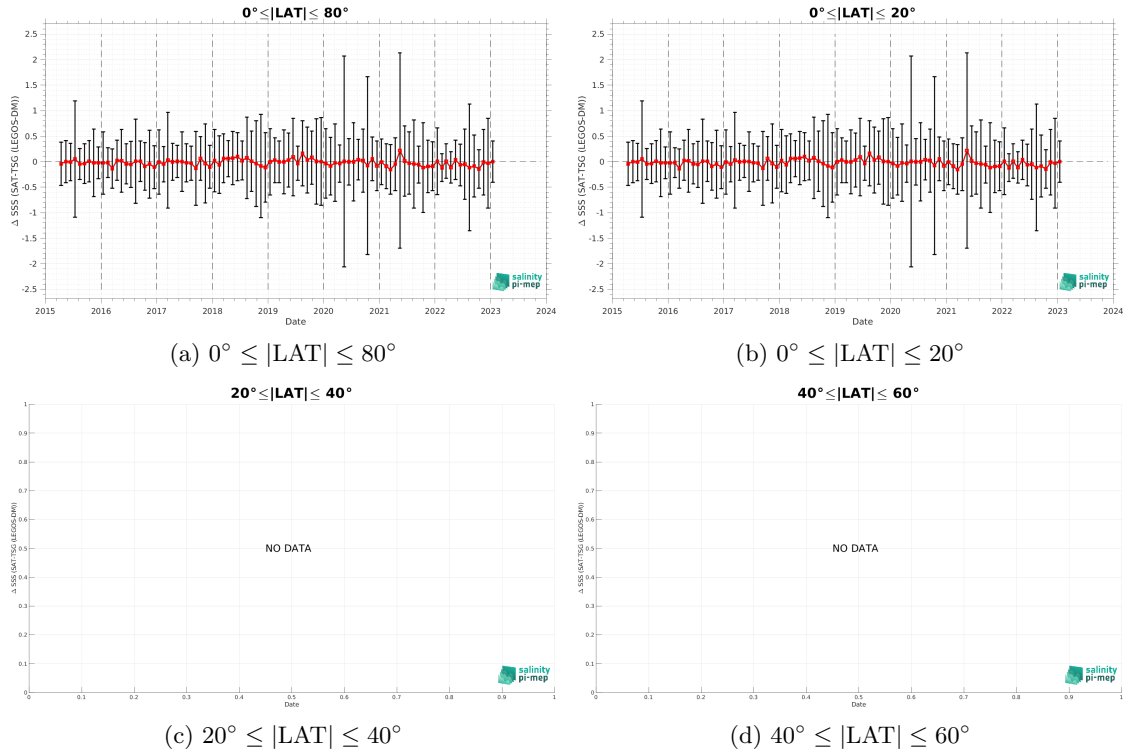 0°≤|LAT|≤ 80°
Δ SSS (SAT-TSG (LEGOS-DM))
2.5
2
1.5
1
0.5
0
-0.5
-1
-1.5
-2
-2.5
2015 2016 2017 2018 2019 2020 2021 2022 2023 2024
Date
salinity
pi-mep
(a) 0° ≤ |LAT| ≤ 80°
0°≤|LAT|≤ 20°
Δ SSS (SAT-TSG (LEGOS-DM))
2.5
2
1.5
1
0.5
0
-0.5
-1
-1.5
-2
-2.5
2015 2016 2017 2018 2019 2020 2021 2022 2023 2024
Date
salinity
pi-mep
(b) 0° ≤ |LAT| ≤ 20°
20°≤|LAT|≤ 40°
Δ SSS (SAT-TSG (LEGOS-DM))
1
0.9
0.8
0.7
0.6
0.5
0.4
0.3
0.2
0.1
0
NO DATA
0 0.1 0.2 0.3 0.4 0.5 0.6 0.7 0.8 0.9 1
Date
salinity
pi-mep
(c) 20° ≤ |LAT| ≤ 40°
40°≤|LAT|≤ 60°
Δ SSS (SAT-TSG (LEGOS-DM))
1
0.9
0.8
0.7
0.6
0.5
0.4
0.3
0.2
0.1
0
NO DATA
0 0.1 0.2 0.3 0.4 0.5 0.6 0.7 0.8 0.9 1
Date
salinity
pi-mep
(d) 40° ≤ |LAT| ≤ 60°